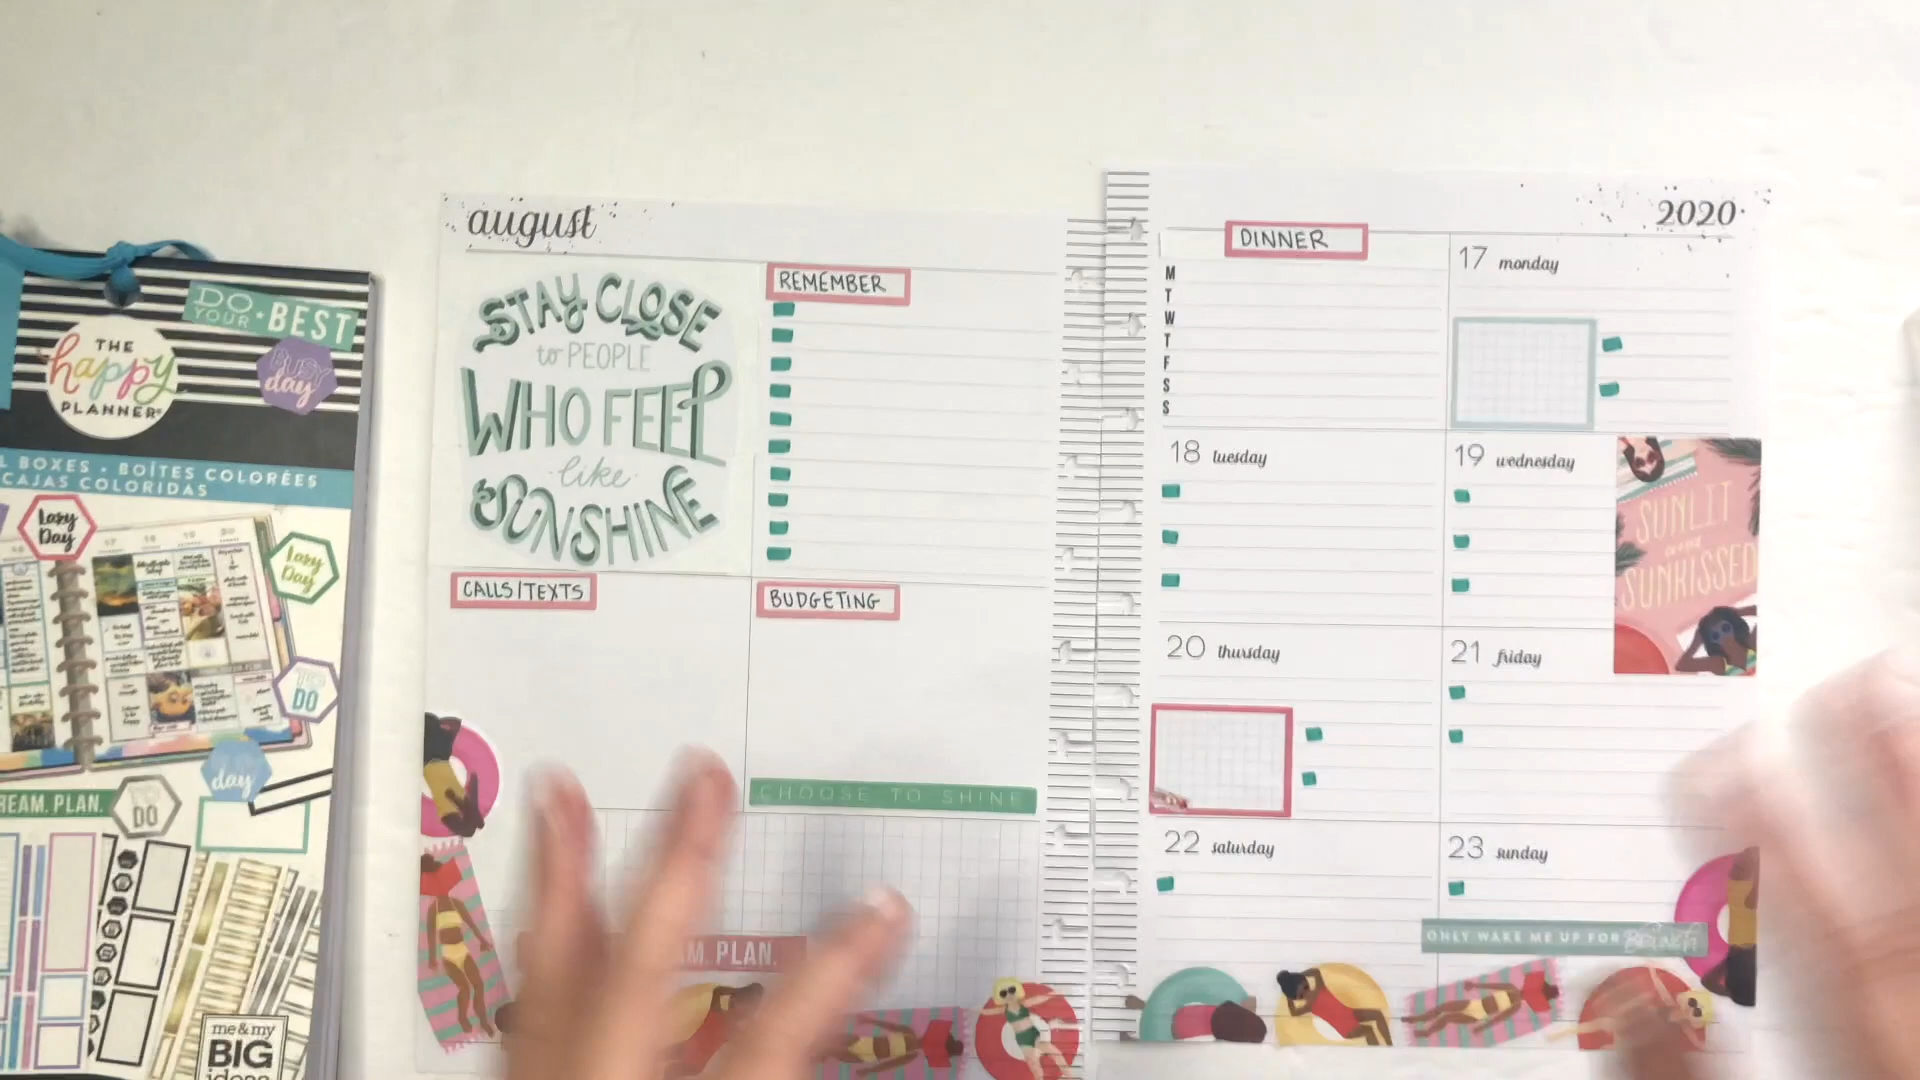 DO
YOUR BEST
THE
happy
PLANNER
BUSY
day
L BOXES • BOÎTES COLORÉES
CAJAS COLORIDAS
Lazy
Day
Lazy
Day
TO
DO
day
REAM. PLAN.
TO
DO
me & my
BIG
ideas
august
STAY CLOSE
to PEOPLE
WHO FEEL
like
SUNSHINE
REMEMBER
CALLS/TEXTS
BUDGETING
CHOOSE TO SHINE
AM. PLAN.
2020
DINNER
M
T
W
T
F
S
S
17 monday
18 tuesday
19 wednesday
SUNLIT
SUNKISSED
20 thursday
21 friday
22 saturday
23 sunday
ONLY WAKE ME UP FOR Brunch